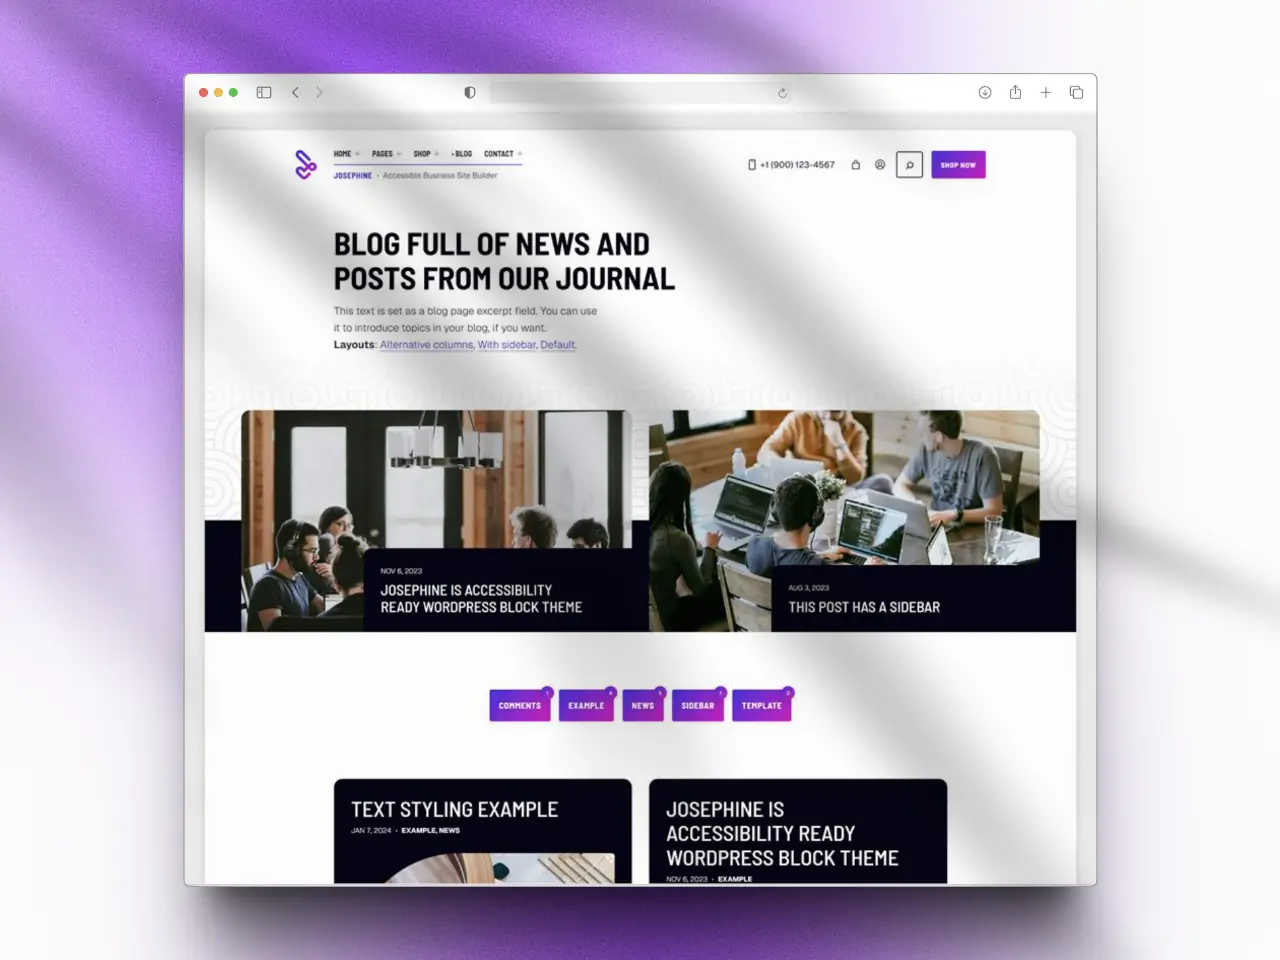 HOME PAGES SHOP BLOG CONTACT
JOSEPHINE • Accessible Business Site Builder
+1 (900) 123-4567
SHOP NOW
BLOG FULL OF NEWS AND
POSTS FROM OUR JOURNAL
This text is set as a blog page excerpt field. You can use
it to introduce topics in your blog, if you want.
Layouts: Alternative columns, With sidebar, Default.
NOV 6, 2023
JOSEPHINE IS ACCESSIBILITY
READY WORDPRESS BLOCK THEME
AUG 3, 2023
THIS POST HAS A SIDEBAR
COMMENTS 1 EXAMPLE 4 NEWS 5 SIDEBAR 1 TEMPLATE 2
TEXT STYLING EXAMPLE
JAN 7, 2024 • EXAMPLE, NEWS
JOSEPHINE IS
ACCESSIBILITY READY
WORDPRESS BLOCK THEME
NOV 6, 2023 • EXAMPLE